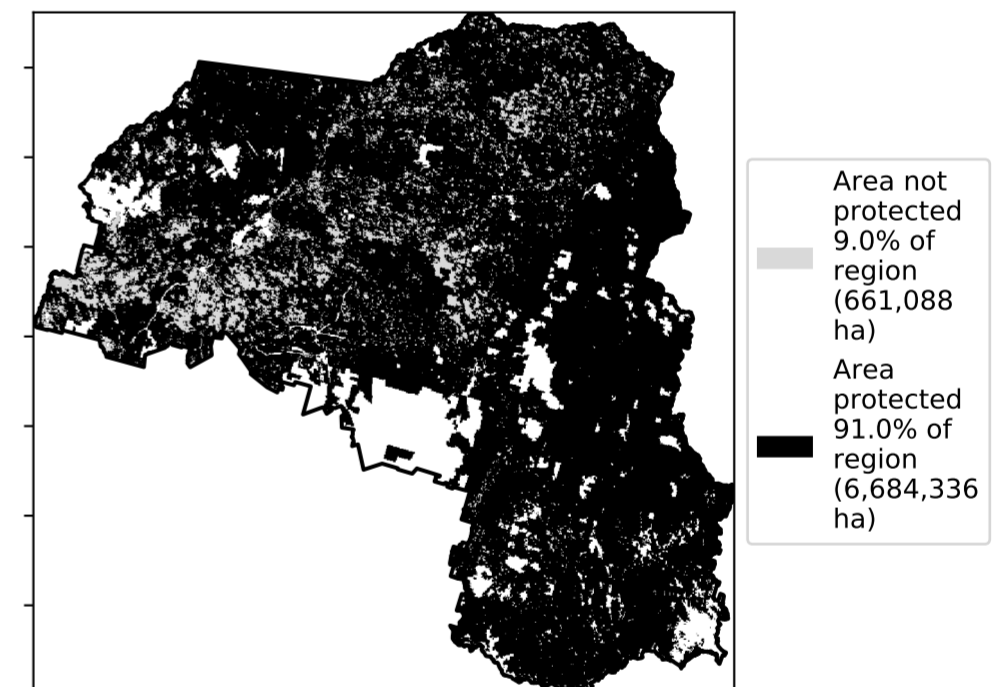 Area not
protected
9.0% of
region
(661,088
ha)
Area
protected
91.0% of
region
(6,684,336
ha)